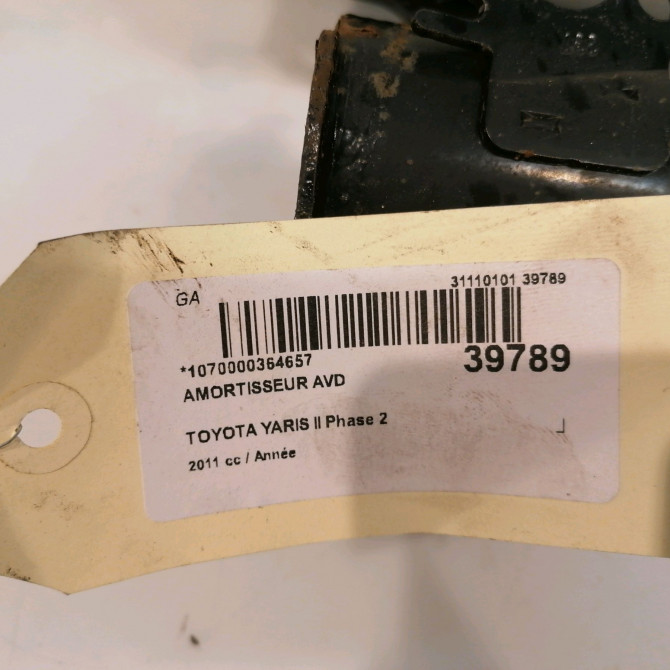 GA
31110101 39789
*1070000364657
39789
AMORTISSEUR AVD
TOYOTA YARIS II Phase 2
2011 cc / Année